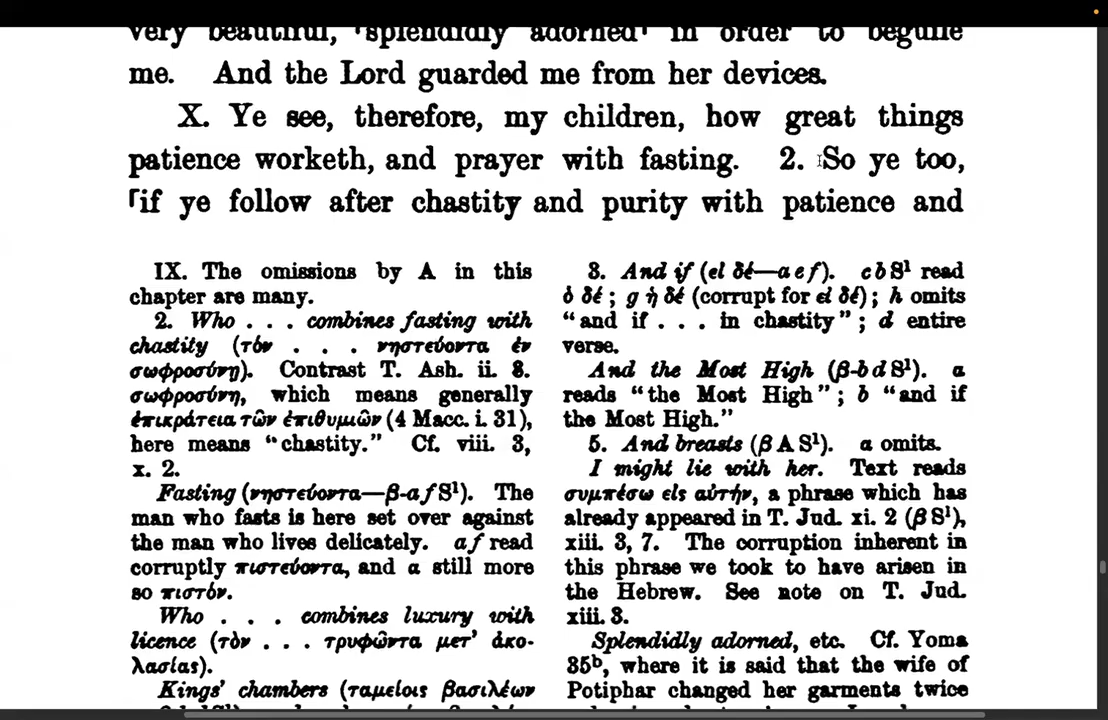 very beautiful, ⸢splendidly adorned⸣ in order to beguile
me. And the Lord guarded me from her devices.
X. Ye see, therefore, my children, how great things
patience worketh, and prayer with fasting. 2. So ye too,
⸢if ye follow after chastity and purity with patience and
IX. The omissions by A in this
chapter are many.
2. Who . . . combines fasting with
chastity (τὸν . . . νηστεύοντα ἐν
σωφροσύνῃ). Contrast T. Ash. ii. 8.
σωφροσύνη, which means generally
ἐπικράτεια τῶν ἐπιθυμιῶν (4 Macc. i. 31),
here means "chastity." Cf. viii. 3,
x. 2.
Fasting (νηστεύοντα—β-a f S¹). The
man who fasts is here set over against
the man who lives delicately. a f read
corruptly πιστεύοντα, and α still more
so πιστόν.
Who . . . combines luxury with
licence (τὸν . . . τρυφῶντα μετ' ἀκο-
λασίας).
Kings' chambers (ταμείοις βασιλέων
3. And if (εἰ δέ—a e f). c b S¹ read
ὁ δέ; g ἡ δέ (corrupt for εἰ δέ); h omits
"and if . . . in chastity"; d entire
verse.
And the Most High (β-b d S¹). α
reads "the Most High"; b "and if
the Most High."
5. And breasts (β A S¹). α omits.
I might lie with her. Text reads
συμπέσω εἰς αὐτήν, a phrase which has
already appeared in T. Jud. xi. 2 (β S¹),
xiii. 3, 7. The corruption inherent in
this phrase we took to have arisen in
the Hebrew. See note on T. Jud.
xiii. 3.
Splendidly adorned, etc. Cf. Yoma
35ᵇ, where it is said that the wife of
Potiphar changed her garments twice